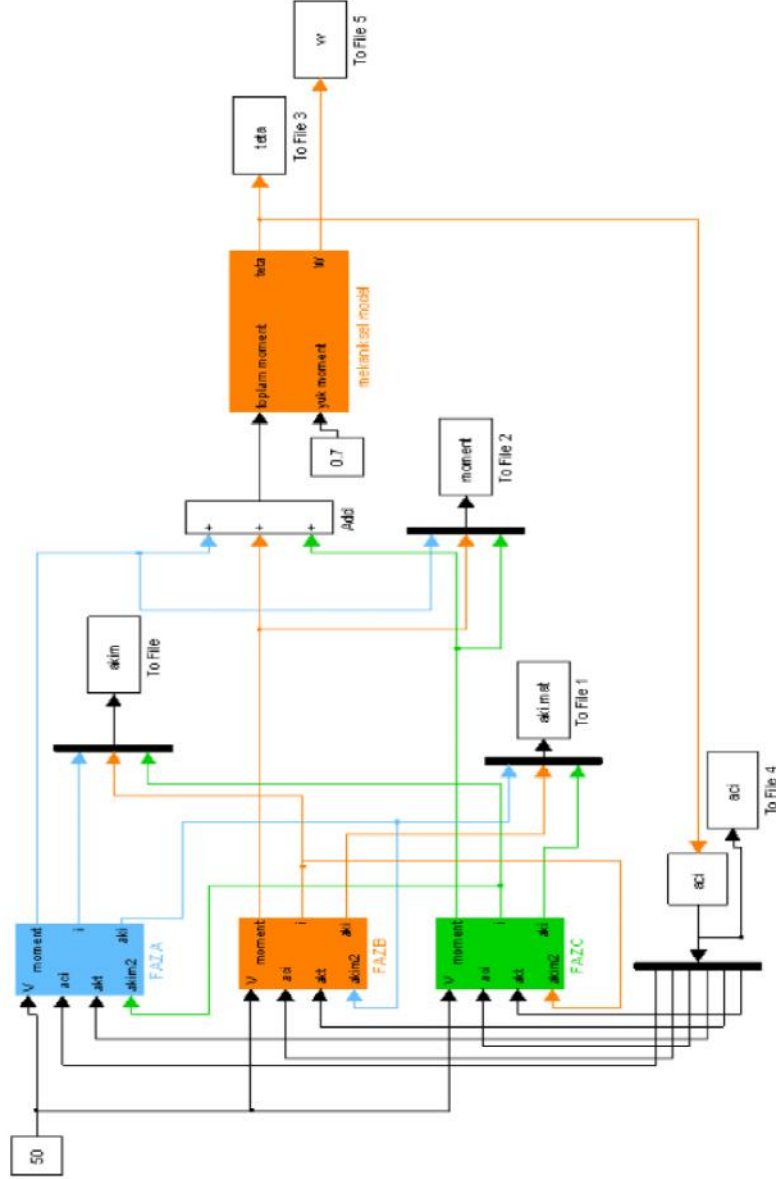 50
V
aci
akt
akim2
moment
i
aki
FAZ A
V
aci
akt
akim2
moment
i
aki
FAZB
V
aci
akt
akim2
moment
i
aki
FAZC
akim
To File
aki.mat
To File 1
+
+
+
Add
moment
To File 2
0.7
toplam moment
yuk moment
teta
W
mekaniksel model
teta
To File 3
W
To File 5
aci
aci
To File 4